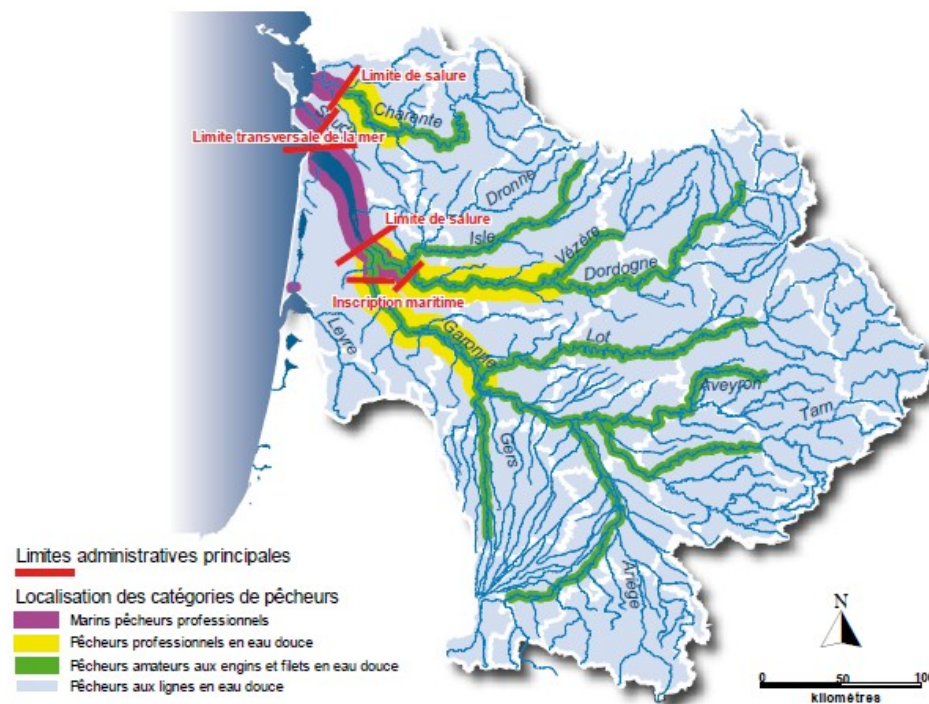 Limite de salure
Charente
Seudre
Limite transversale de la mer
Dronne
Limite de salure
Isle
Vézère
Dordogne
Inscription maritime
Leyre
Garonne
Lot
Aveyron
Tarn
Gers
Ariège
Limites administratives principales
Localisation des catégories de pêcheurs
Marins pêcheurs professionnels
Pêcheurs professionnels en eau douce
Pêcheurs amateurs aux engins et filets en eau douce
Pêcheurs aux lignes en eau douce
N
0 50 100
kilomètres